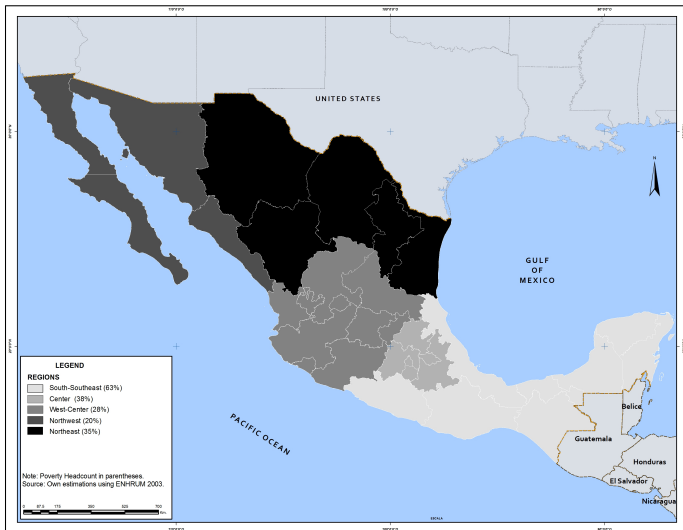 UNITED STATES
GULF
OF
MEXICO
N
PACIFIC OCEAN
Belice
Guatemala
Honduras
El Salvador
Nicaragua
LEGEND
REGIONS
South-Southeast (63%)
Center (38%)
West-Center (28%)
Northwest (20%)
Northeast (35%)
Note: Poverty Headcount in parentheses.
Source: Own estimations using ENHRUM 2003.
ESCALA